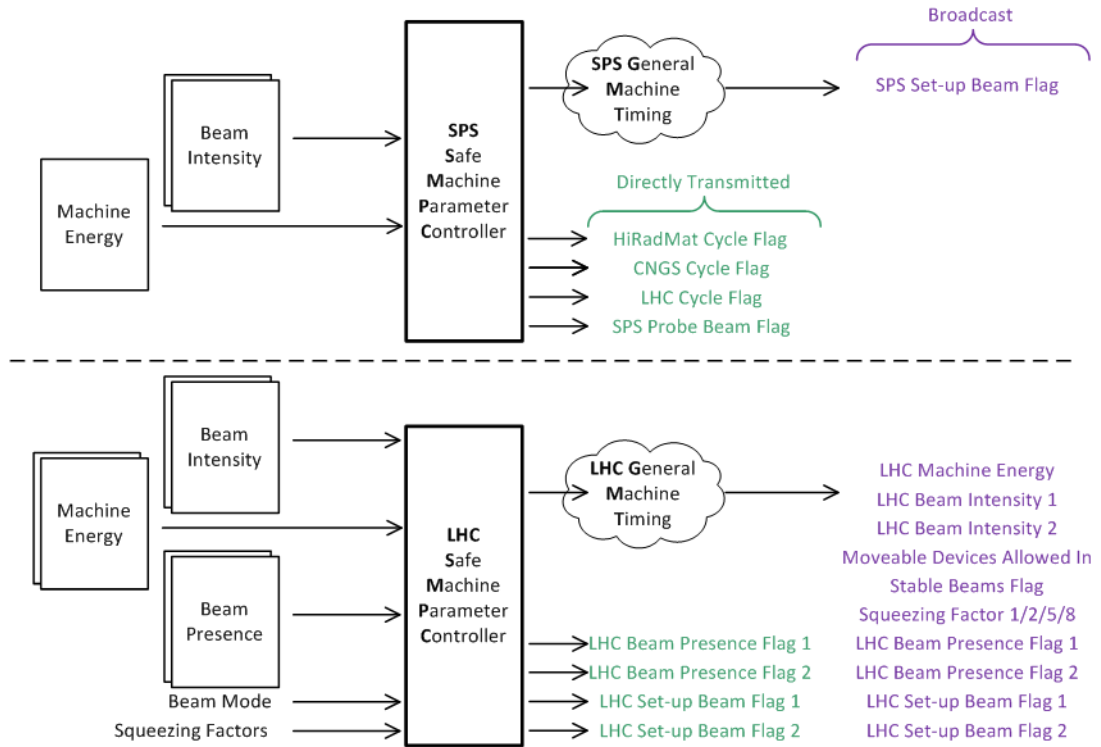 Broadcast
SPS Set-up Beam Flag
SPS General
Machine
Timing
Beam
Intensity
Machine
Energy
SPS
Safe
Machine
Parameter
Controller
Directly Transmitted
HiRadMat Cycle Flag
CNGS Cycle Flag
LHC Cycle Flag
SPS Probe Beam Flag
Beam
Intensity
Machine
Energy
Beam
Presence
Beam Mode
Squeezing Factors
LHC
Safe
Machine
Parameter
Controller
LHC General
Machine
Timing
LHC Beam Presence Flag 1
LHC Beam Presence Flag 2
LHC Set-up Beam Flag 1
LHC Set-up Beam Flag 2
LHC Machine Energy
LHC Beam Intensity 1
LHC Beam Intensity 2
Moveable Devices Allowed In
Stable Beams Flag
Squeezing Factor 1/2/5/8
LHC Beam Presence Flag 1
LHC Beam Presence Flag 2
LHC Set-up Beam Flag 1
LHC Set-up Beam Flag 2